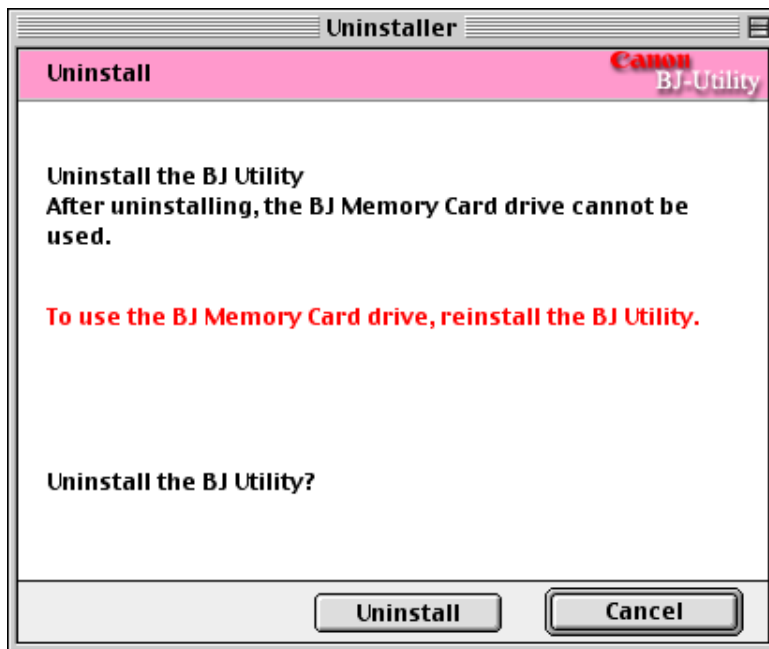 Uninstaller
Uninstall
Canon
BJ-Utility
Uninstall the BJ Utility
After uninstalling, the BJ Memory Card drive cannot be
used.
To use the BJ Memory Card drive, reinstall the BJ Utility.
Uninstall the BJ Utility?
Uninstall
Cancel